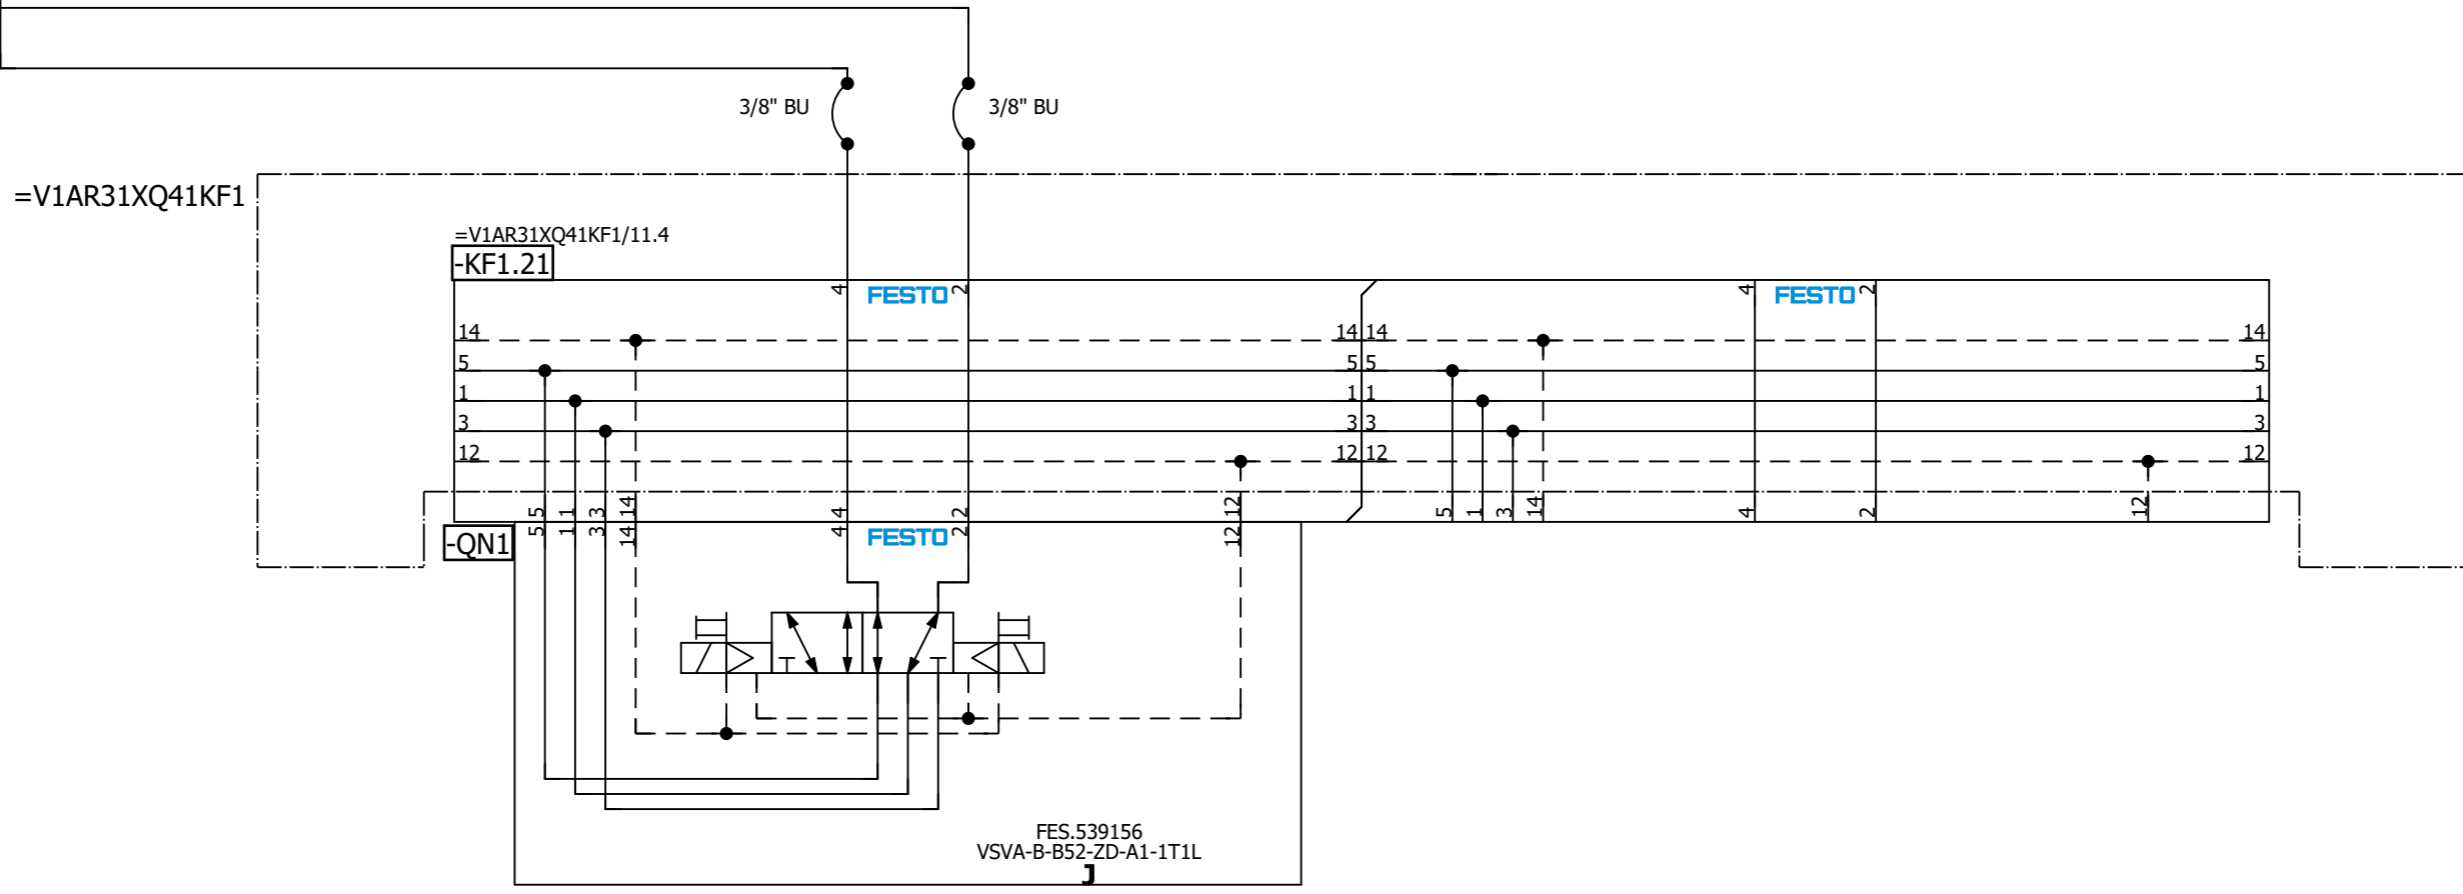 3/8" BU
3/8" BU
=V1AR31XQ41KF1
=V1AR31XQ41KF1/11.4
-KF1.21
4 FESTO 2
4 FESTO 2
14 14 14 14
5 5 5 5
1 1 1 1
3 3 3 3
12 12 12 12
5 1 3 14 4 2 12
5 1 3 14 4 2 12
-QN1
5 1 3 14 4 FESTO 2 12
FES.539156
VSVA-B-B52-ZD-A1-1T1L
J